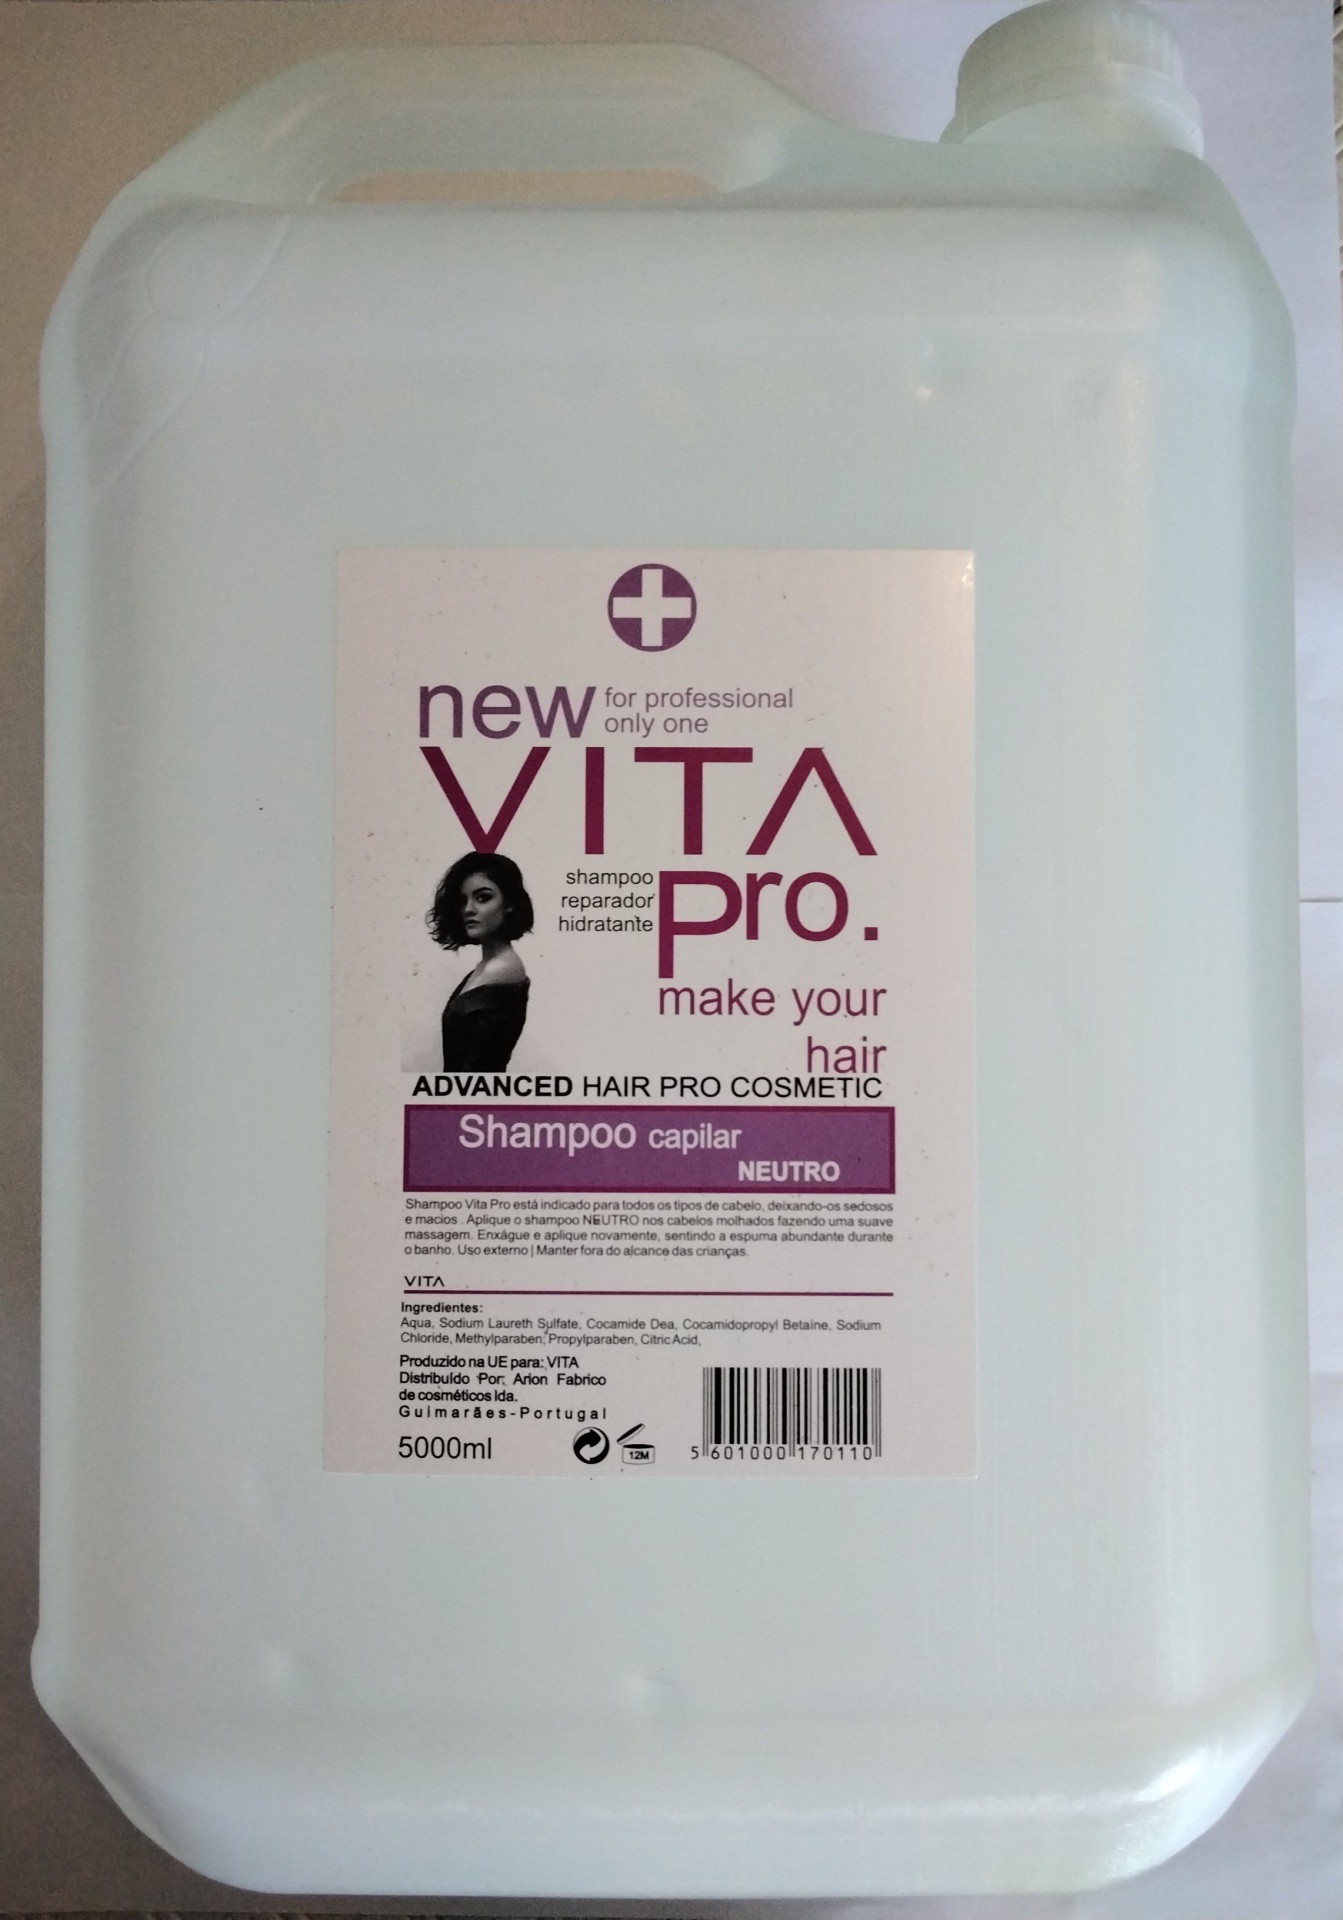 new for professional
only one
VITA
shampoo
reparador
hidratante
pro.
make your
hair
ADVANCED HAIR PRO COSMETIC
Shampoo capilar
NEUTRO
Shampoo Vita Pro está indicado para todos os tipos de cabelo, deixando-os sedosos
e macios . Aplique o shampoo NEUTRO nos cabelos molhados fazendo uma suave
massagem. Enxágue e aplique novamente, sentindo a espuma abundante durante
o banho. Uso externo | Manter fora do alcance das crianças.
VITA
Ingredientes:
Aqua, Sodium Laureth Sulfate, Cocamide Dea, Cocamidopropyl Betaine, Sodium
Chloride, Methylparaben, Propylparaben, Citric Acid,
Produzido na UE para: VITA
Distribuído Por: Arion Fabrico
de cosméticos lda.
Guimarães-Portugal
5000ml
12M
5 601000 170110